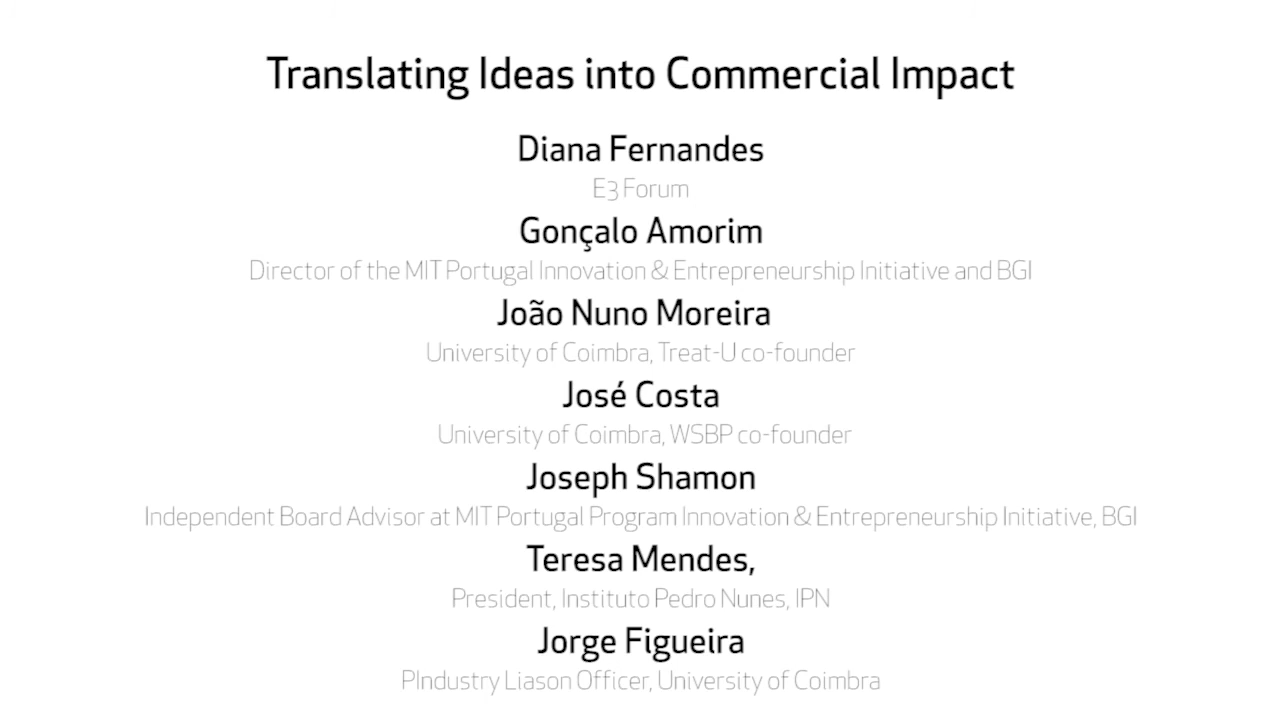 Translating Ideas into Commercial Impact
Diana Fernandes
E3 Forum
Gonçalo Amorim
Director of the MIT Portugal Innovation & Entrepreneurship Initiative and BGI
João Nuno Moreira
University of Coimbra, Treat-U co-founder
José Costa
University of Coimbra, WSBP co-founder
Joseph Shamon
Independent Board Advisor at MIT Portugal Program Innovation & Entrepreneurship Initiative, BGI
Teresa Mendes,
President, Instituto Pedro Nunes, IPN
Jorge Figueira
PIndustry Liason Officer, University of Coimbra